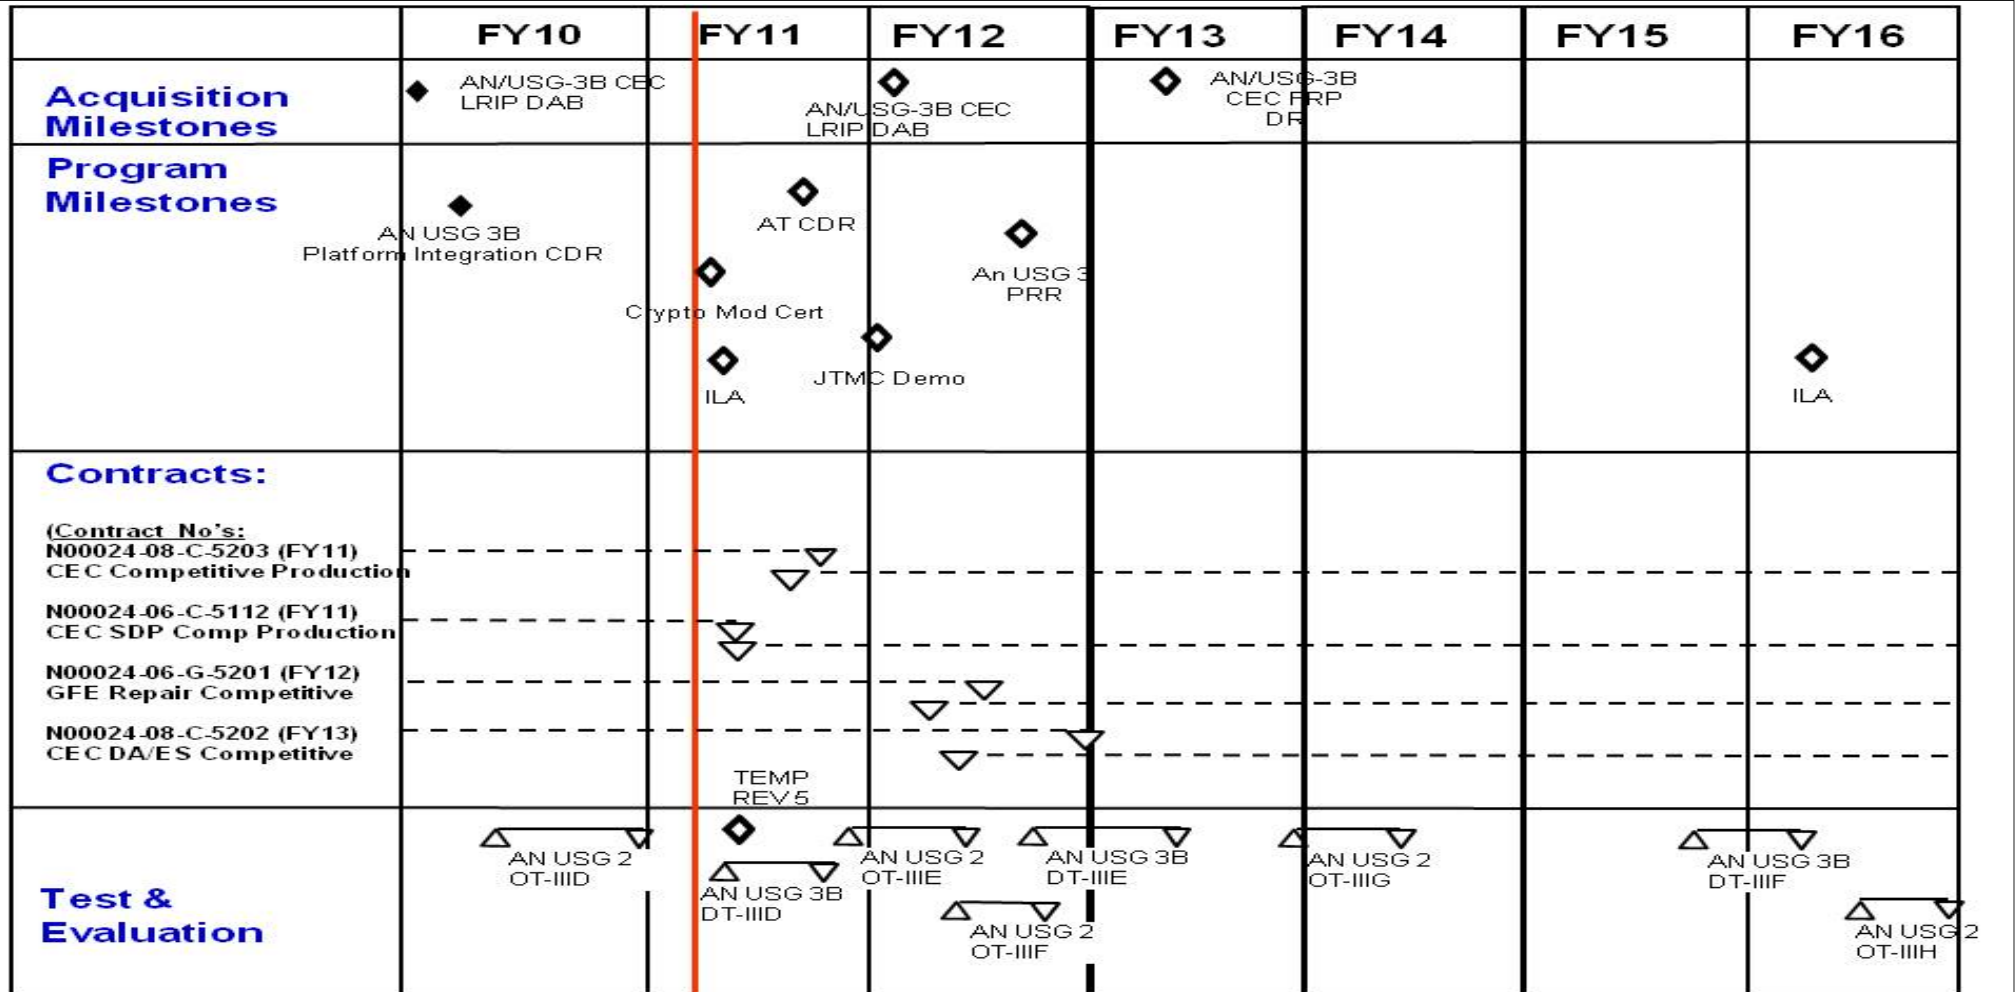 FY10 FY11 FY12 FY13 FY14 FY15 FY16
Acquisition
Milestones
AN/USG-3B CEC
LRIP DAB
AN/USG-3B CEC
LRIP DAB
AN/USG-3B
CEC FRP
DR
Program
Milestones
AN USG 3B
Platform Integration CDR
AT CDR
Crypto Mod Cert
ILA
JTMC Demo
An USG 3
PRR
ILA
Contracts:
(Contract No's:
N00024-08-C-5203 (FY11)
CEC Competitive Production
N00024-06-C-5112 (FY11)
CEC SDP Comp Production
N00024-06-G-5201 (FY12)
GFE Repair Competitive
N00024-08-C-5202 (FY13)
CEC DA/ES Competitive
TEMP
REV 5
Test &
Evaluation
AN USG 2
OT-IIID
AN USG 3B
DT-IIID
AN USG 2
OT-IIIE
AN USG 2
OT-IIIF
AN USG 3B
DT-IIIE
AN USG 2
OT-IIIG
AN USG 3B
DT-IIIF
AN USG 2
OT-IIIH